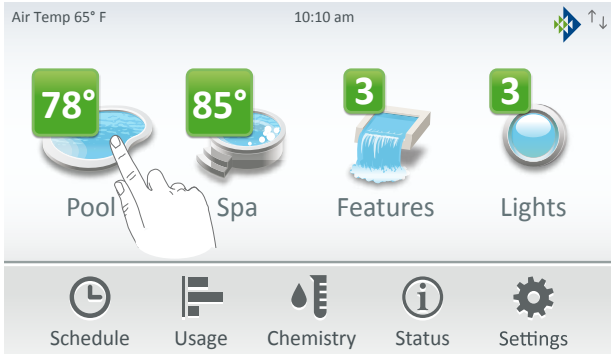 Air Temp 65° F 10:10 am
78° 85° 3 3
Pool Spa Features Lights
Schedule Usage Chemistry Status Settings